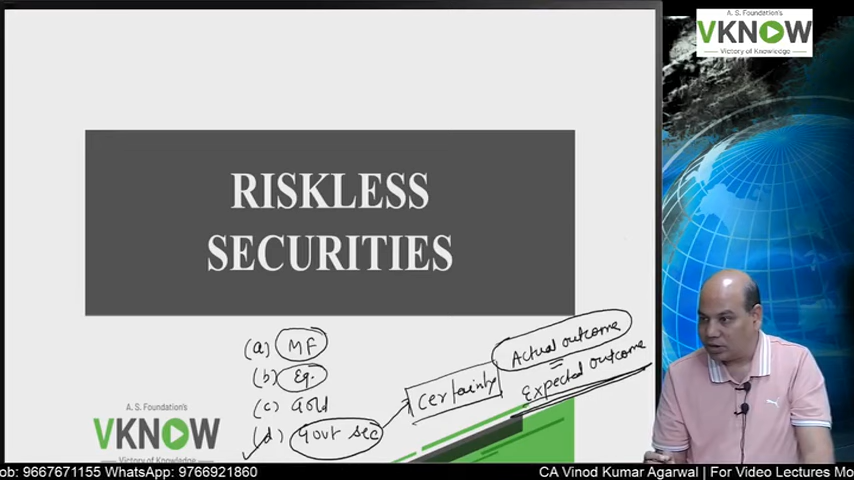 A. S. Foundation's
VKNOW
Victory of Knowledge
RISKLESS
SECURITIES
(a) MF
(b) Eq.
(c) Gold
(d) Govt sec
certainty
Actual outcome
=
Expected outcome
A. S. Foundation's
VKNOW
Victory of Knowledge
ob: 9667671155 WhatsApp: 9766921860
CA Vinod Kumar Agarwal | For Video Lectures Mo